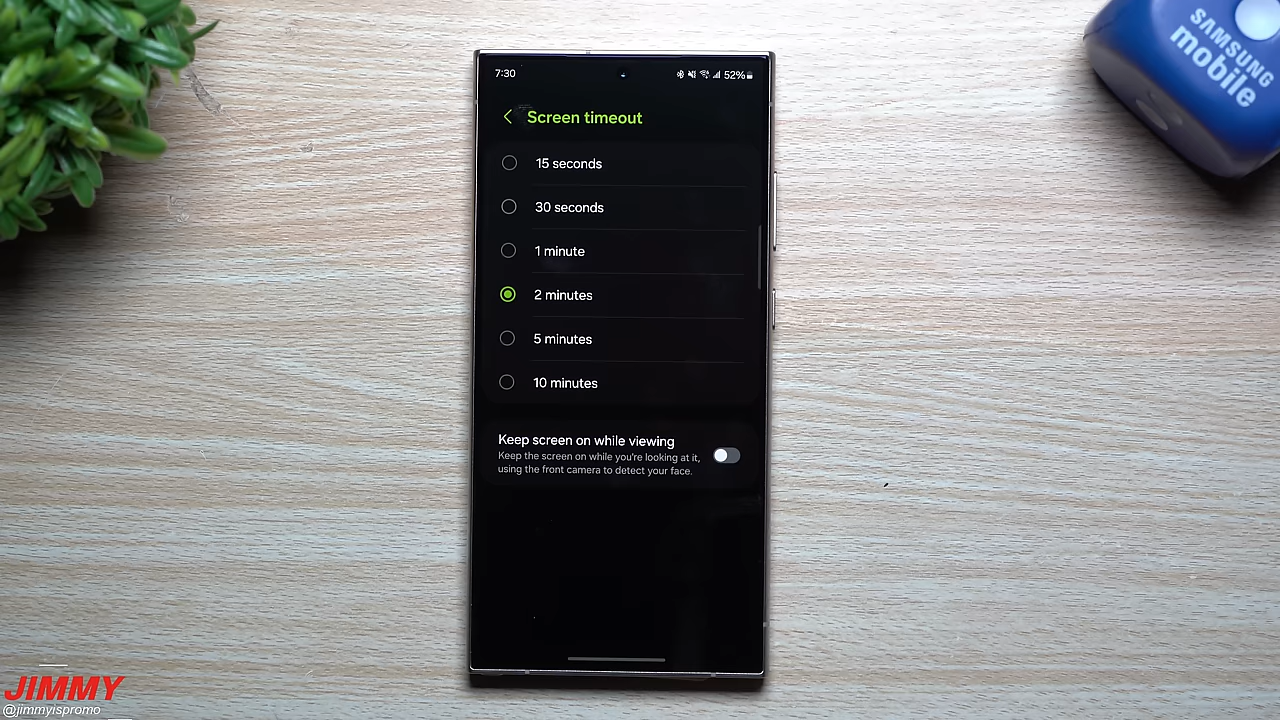 7:30
52%
Screen timeout
15 seconds
30 seconds
1 minute
2 minutes
5 minutes
10 minutes
Keep screen on while viewing
Keep the screen on while you're looking at it,
using the front camera to detect your face.
SAMSUNG
mobile
JIMMY
@jimmyispromo